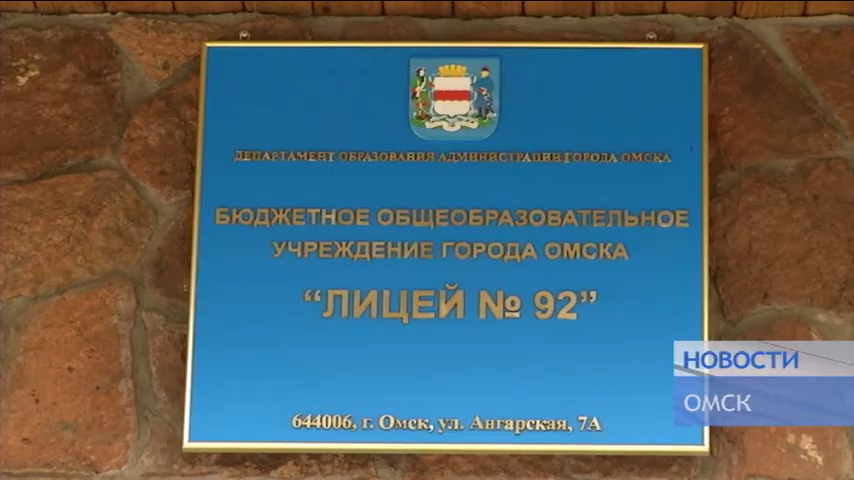 ДЕПАРТАМЕНТ ОБРАЗОВАНИЯ АДМИНИСТРАЦИИ ГОРОДА ОМСКА
БЮДЖЕТНОЕ ОБЩЕОБРАЗОВАТЕЛЬНОЕ
УЧРЕЖДЕНИЕ ГОРОДА ОМСКА
“ЛИЦЕЙ № 92”
644006, г. Омск, ул. Ангарская, 7А
НОВОСТИ
ОМСК